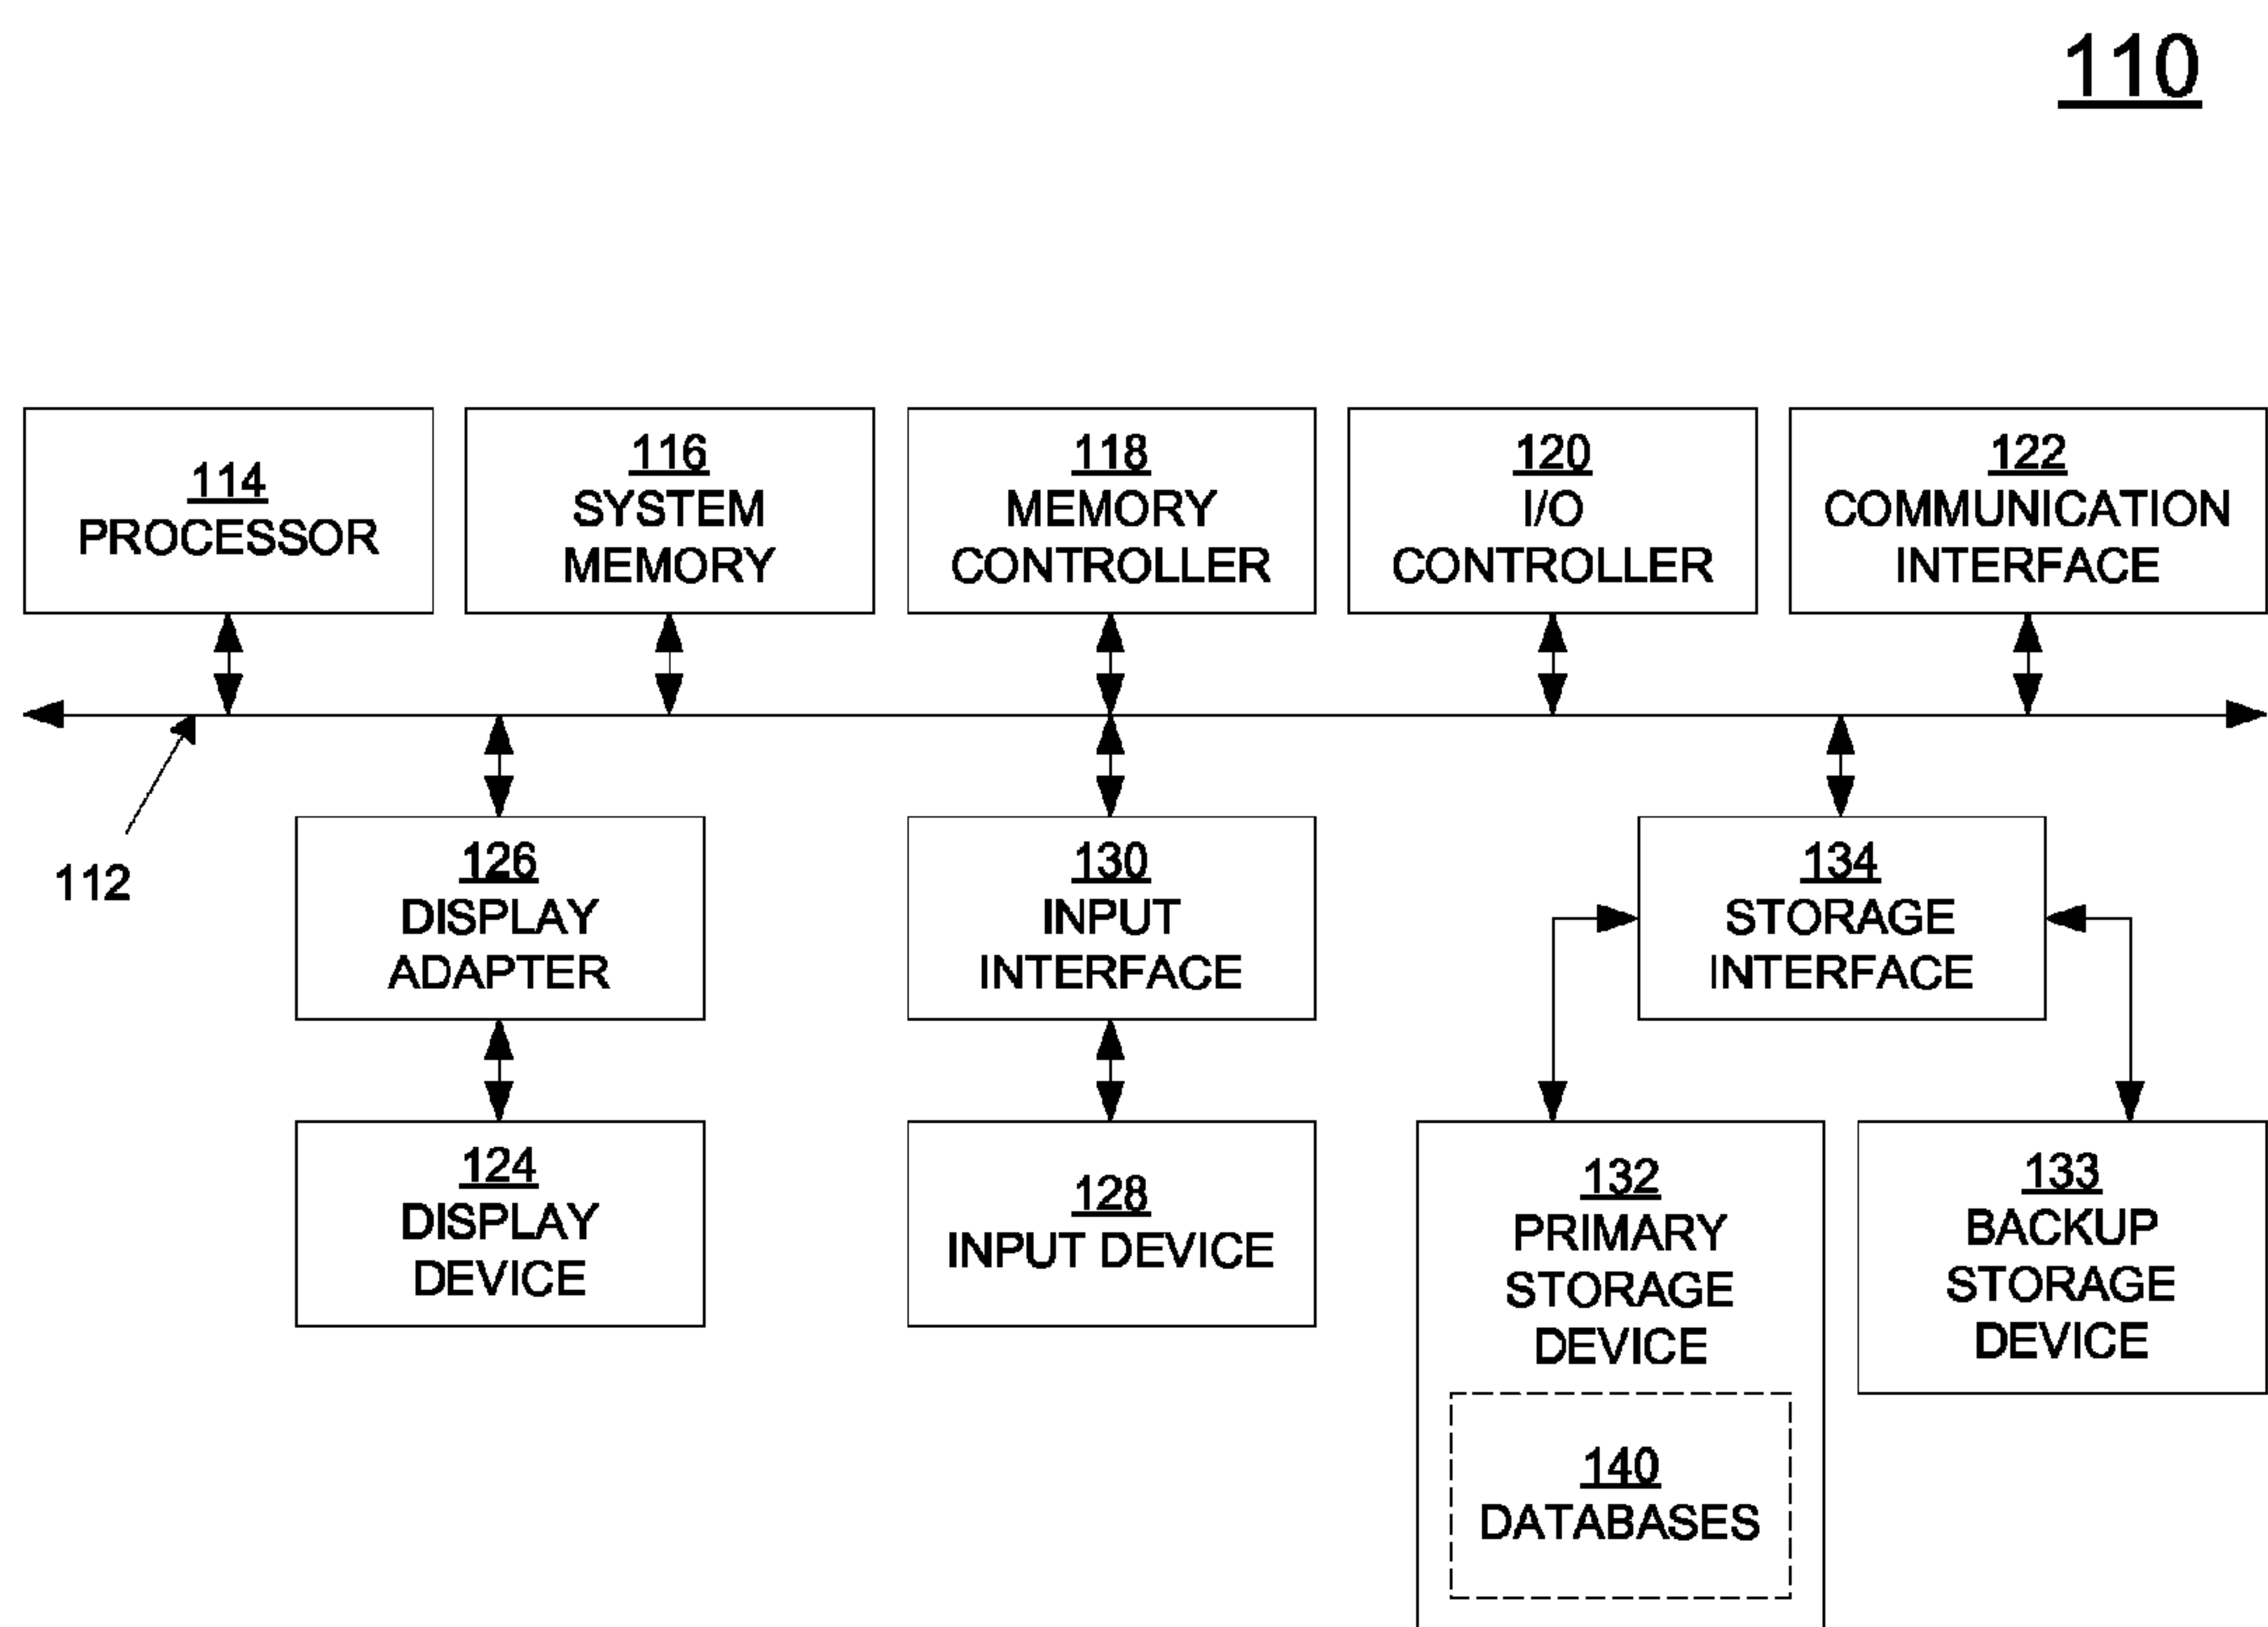 110
114
PROCESSOR
116
SYSTEM
MEMORY
118
MEMORY
CONTROLLER
120
I/O
CONTROLLER
122
COMMUNICATION
INTERFACE
112
126
DISPLAY
ADAPTER
130
INPUT
INTERFACE
134
STORAGE
INTERFACE
124
DISPLAY
DEVICE
128
INPUT DEVICE
132
PRIMARY
STORAGE
DEVICE
133
BACKUP
STORAGE
DEVICE
140
DATABASES